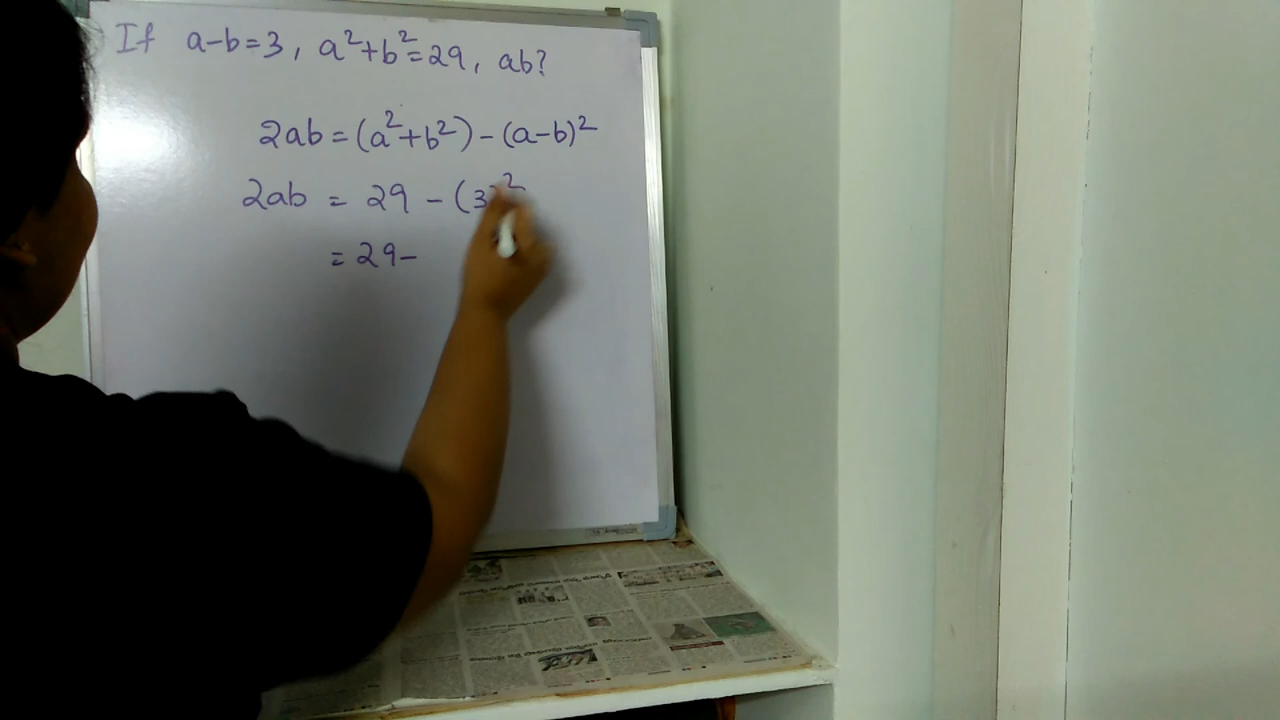 If a-b=3, a²+b²=29, ab?
2ab=(a²+b²)-(a-b)²
2ab = 29 - (3)²
= 29-